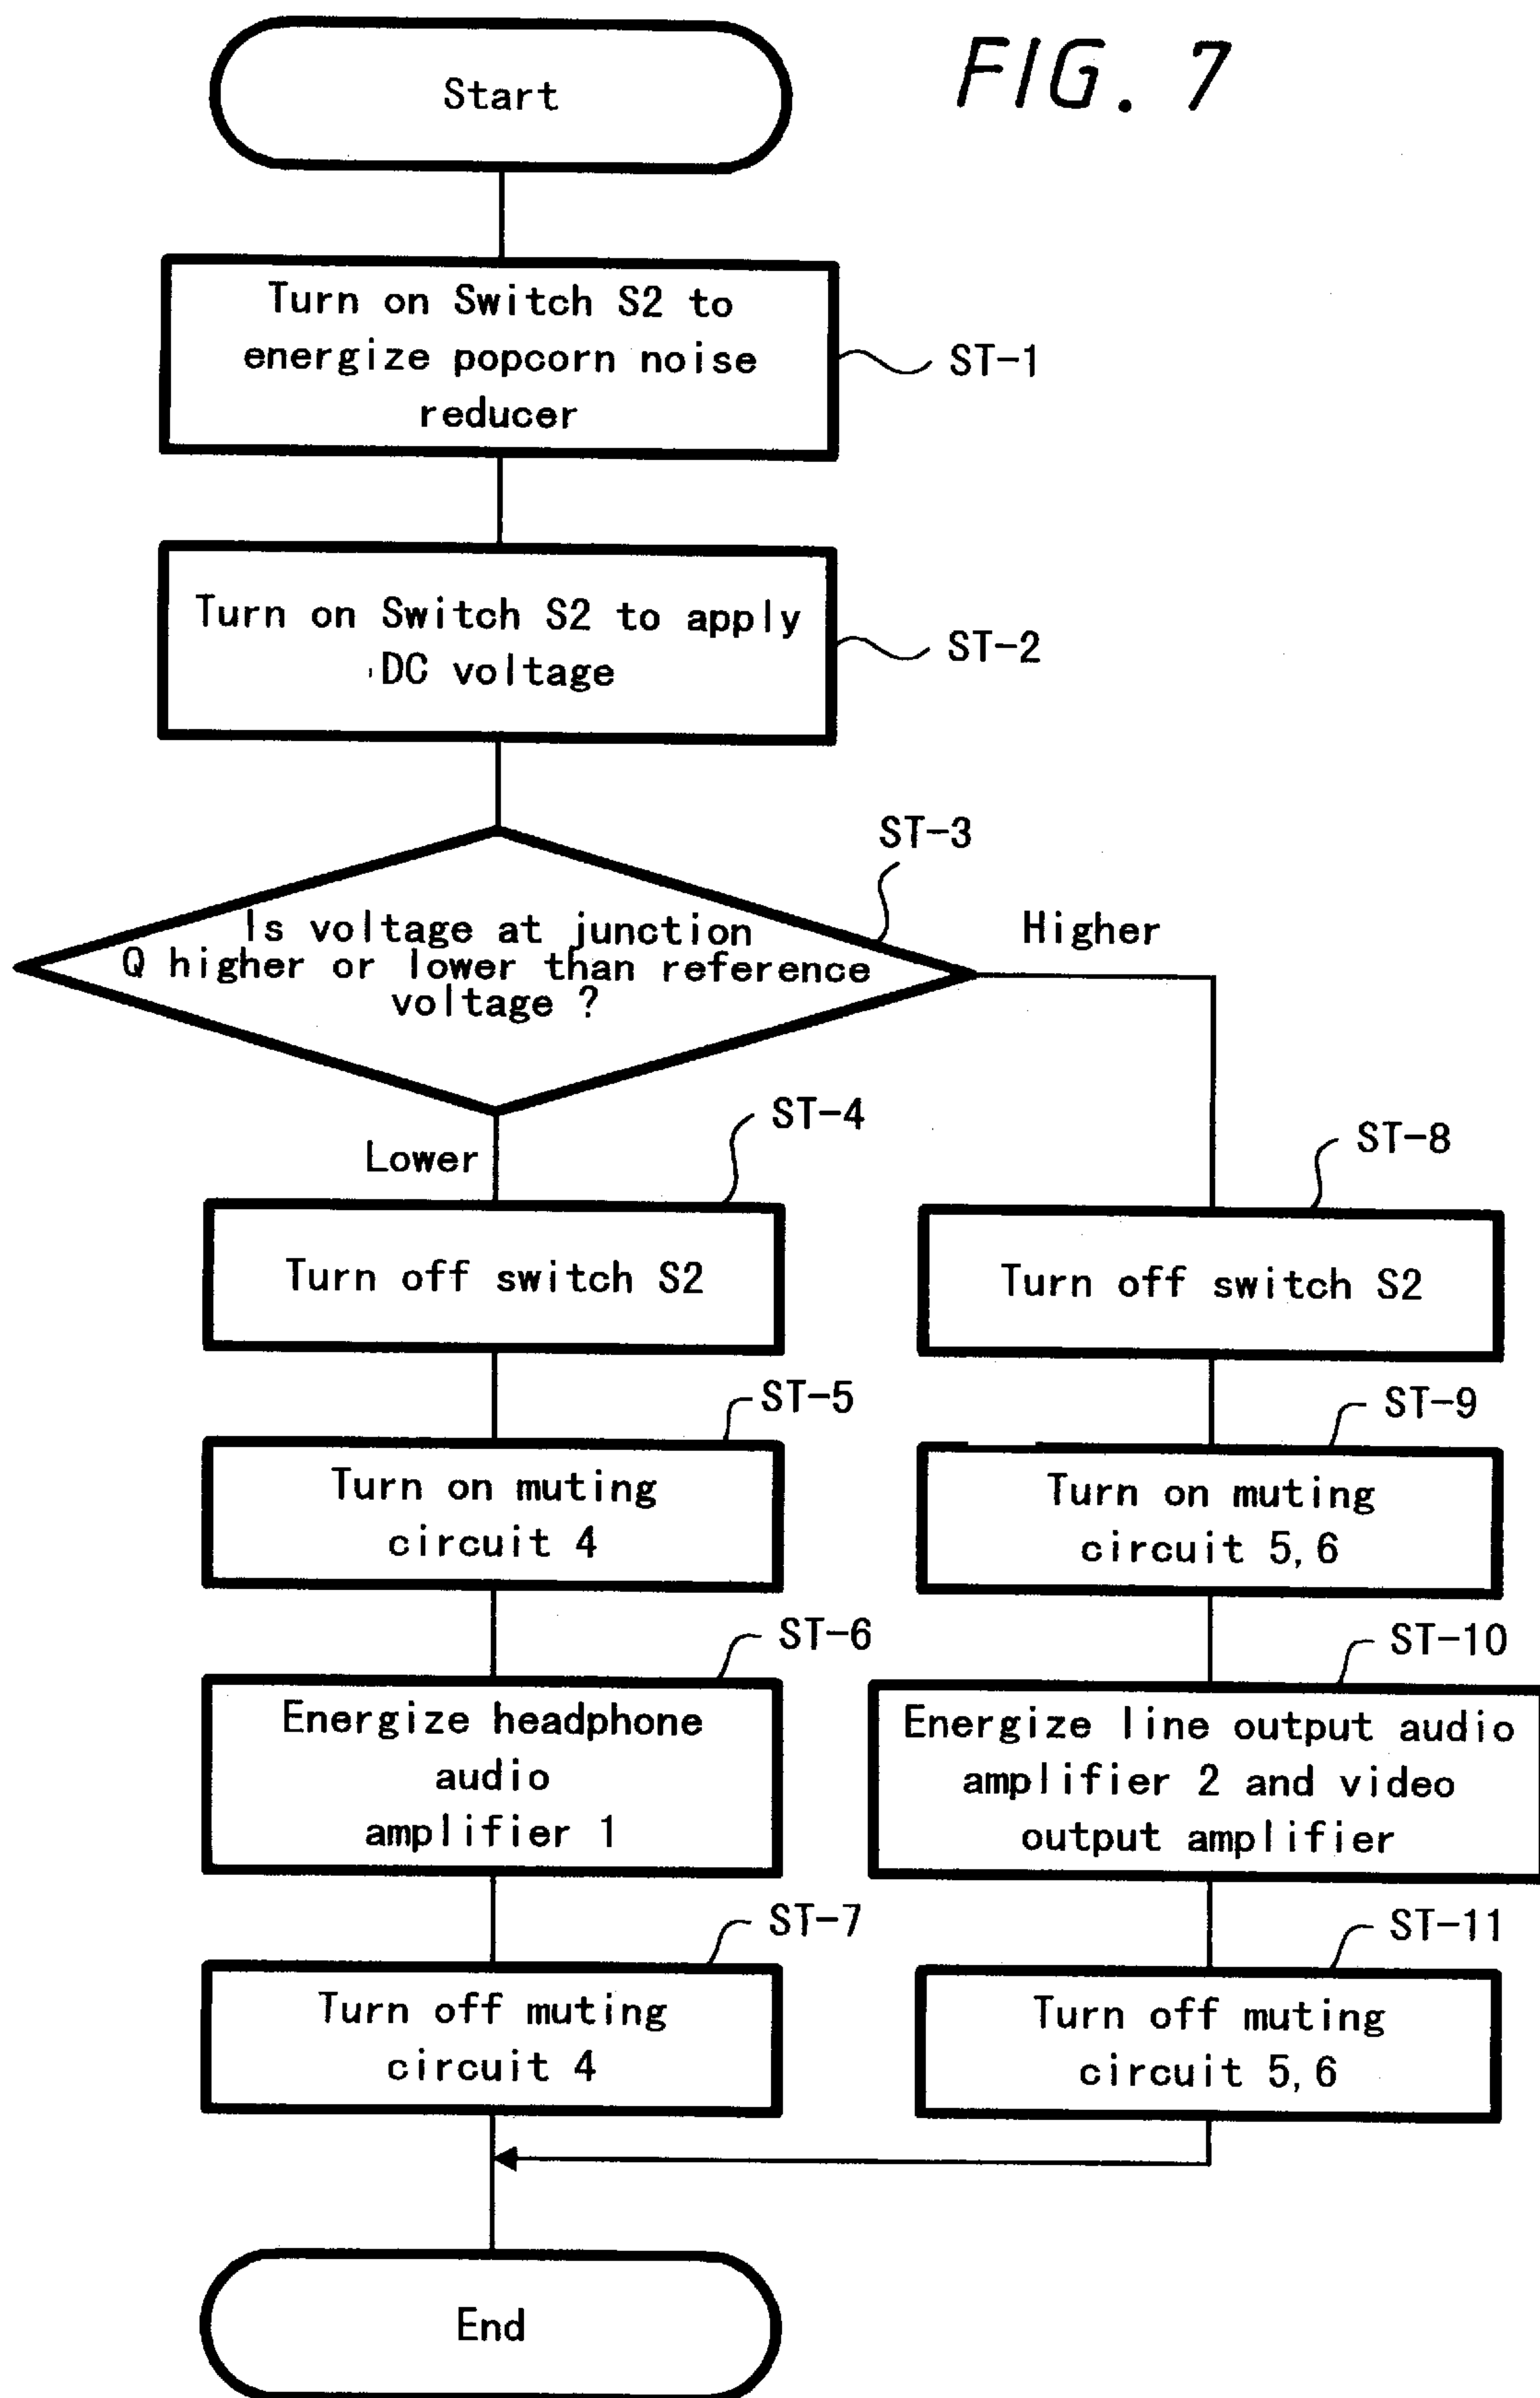 FIG. 7
Start
Turn on Switch S2 to
energize popcorn noise
reducer
ST-1
Turn on Switch S2 to apply
DC voltage
ST-2
ST-3
Is voltage at junction
Q higher or lower than reference
voltage ?
Higher
Lower
ST-4
Turn off switch S2
ST-5
Turn on muting
circuit 4
ST-6
Energize headphone
audio
amplifier 1
ST-7
Turn off muting
circuit 4
ST-8
Turn off switch S2
ST-9
Turn on muting
circuit 5, 6
ST-10
Energize line output audio
amplifier 2 and video
output amplifier
ST-11
Turn off muting
circuit 5, 6
End